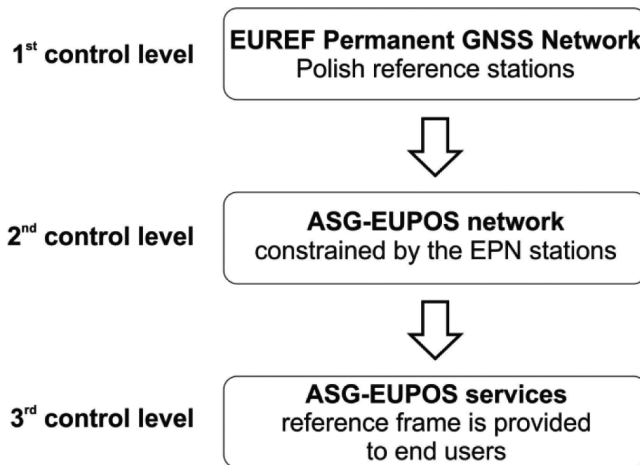 1st control level
EUREF Permanent GNSS Network
Polish reference stations
2nd control level
ASG-EUPOS network
constrained by the EPN stations
3rd control level
ASG-EUPOS services
reference frame is provided
to end users